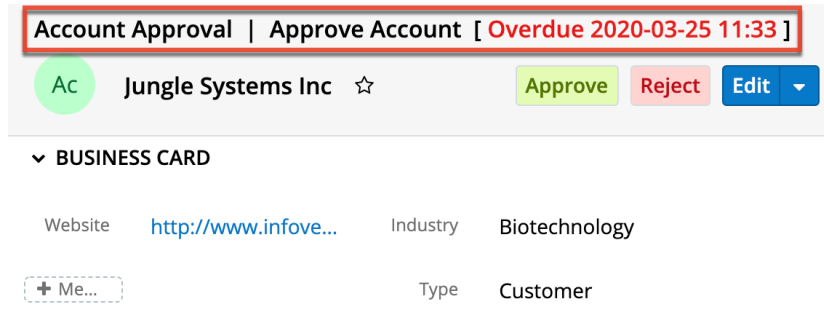 Account Approval | Approve Account [ Overdue 2020-03-25 11:33 ]
Ac Jungle Systems Inc Approve Reject Edit
BUSINESS CARD
Website http://www.infove... Industry Biotechnology
+ Me... Type Customer